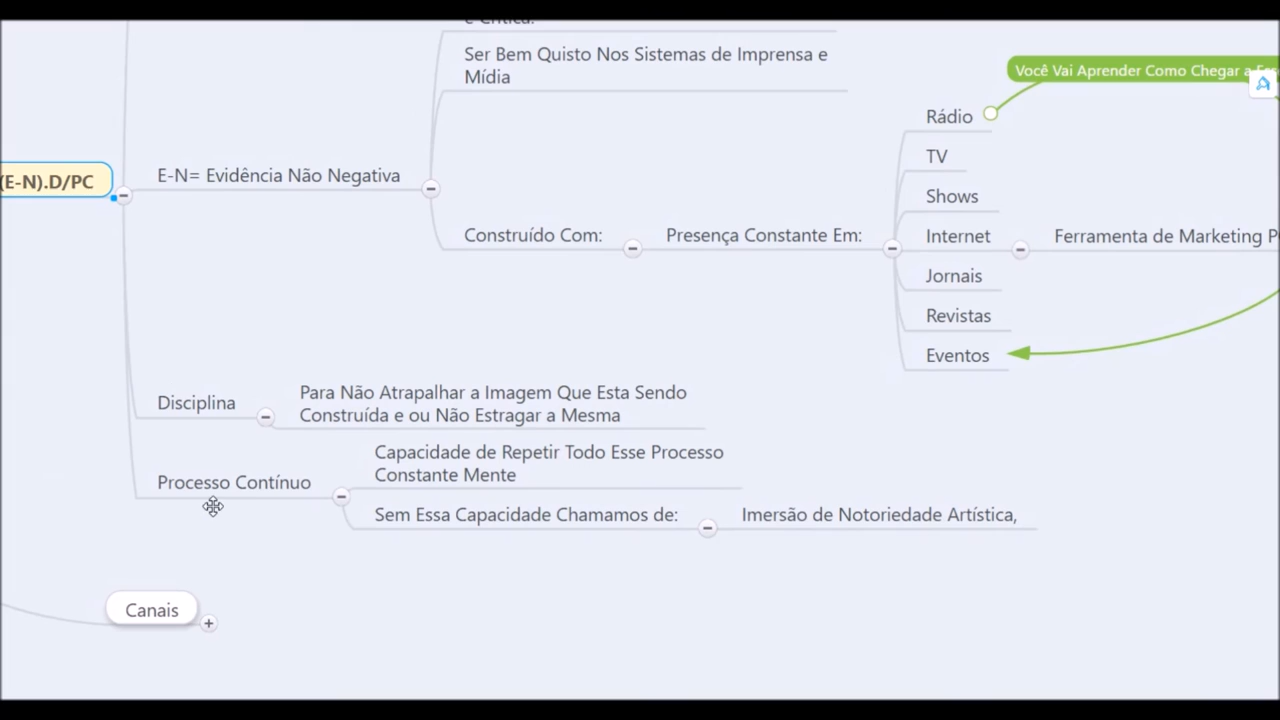 e Crítica.
Ser Bem Quisto Nos Sistemas de Imprensa e
Mídia
Você Vai Aprender Como Chegar a
Rádio
TV
(E-N).D/PC
E-N= Evidência Não Negativa
Shows
Construído Com:
Presença Constante Em:
Internet
Ferramenta de Marketing
Jornais
Revistas
Eventos
Disciplina
Para Não Atrapalhar a Imagem Que Esta Sendo
Construída e ou Não Estragar a Mesma
Processo Contínuo
Capacidade de Repetir Todo Esse Processo
Constante Mente
Sem Essa Capacidade Chamamos de:
Imersão de Notoriedade Artística,
Canais